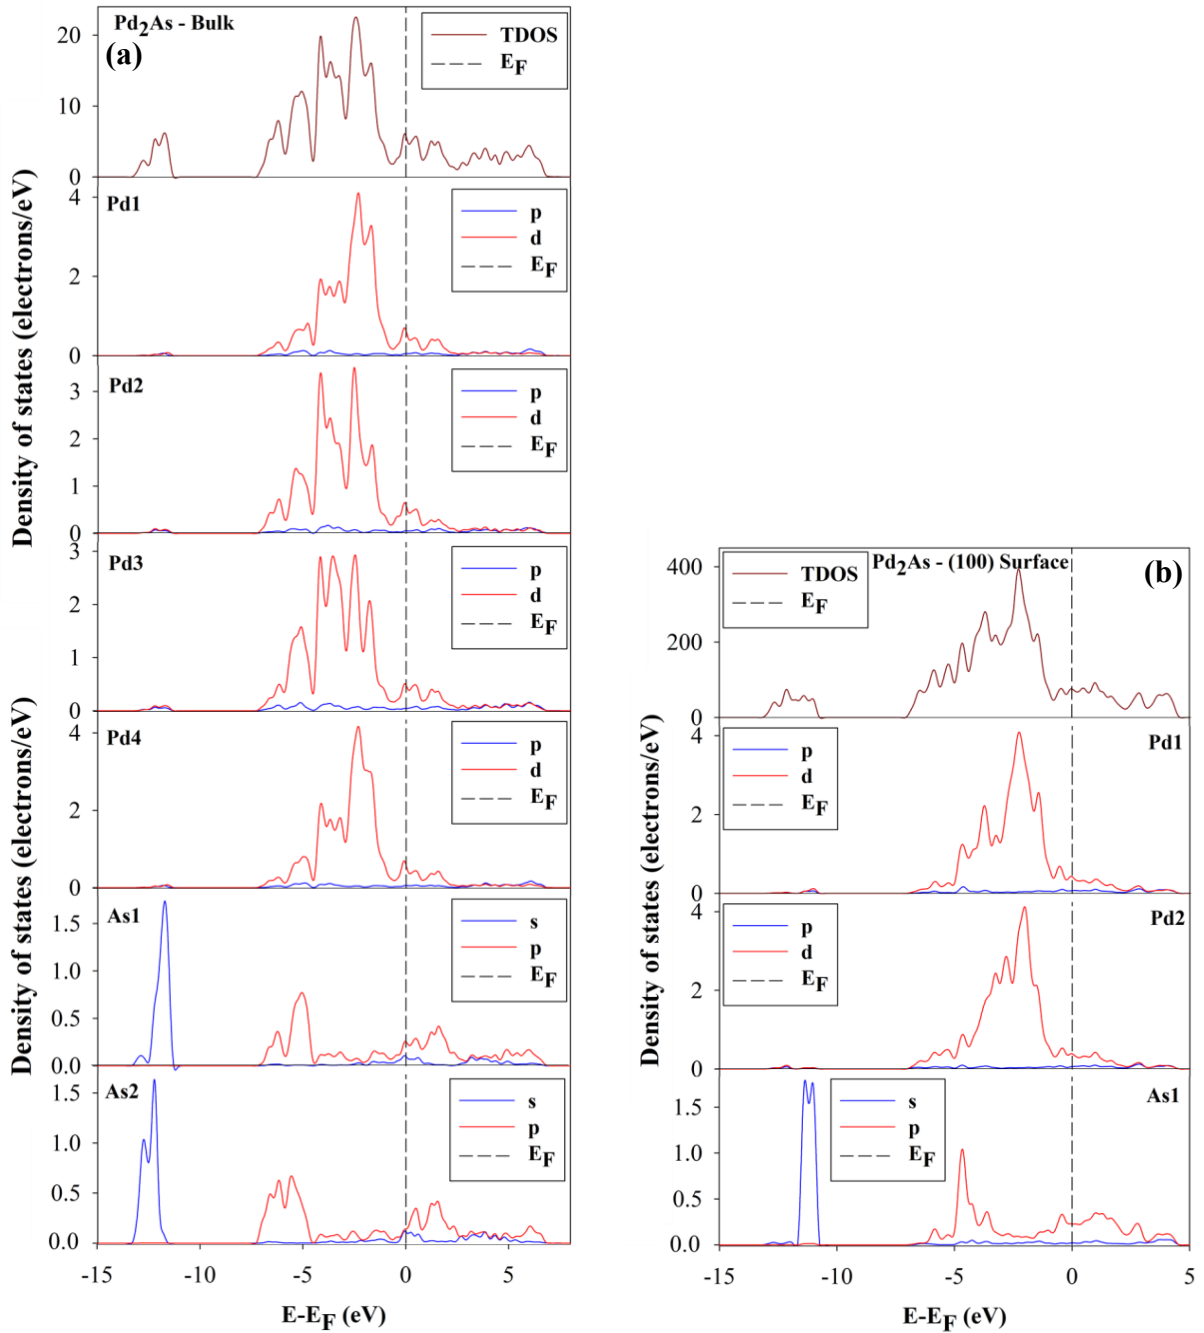 Pd2As - Bulk
(a)
TDOS
EF
20
10
0
Pd1
p
d
EF
4
2
0
Pd2
p
d
EF
3
2
1
0
Pd3
p
d
EF
3
2
1
0
Pd4
p
d
EF
4
2
0
As1
s
p
EF
1.5
1.0
0.5
0.0
As2
s
p
EF
1.5
1.0
0.5
0.0
-15
-10
-5
0
5
E-EF (eV)
Density of states (electrons/eV)
Density of states (electrons/eV)
Pd2As - (100) Surface
(b)
TDOS
EF
400
200
0
Pd1
p
d
EF
4
2
0
Pd2
p
d
EF
4
2
0
As1
s
p
EF
1.5
1.0
0.5
0.0
-15
-10
-5
0
5
E-EF (eV)
Density of states (electrons/eV)